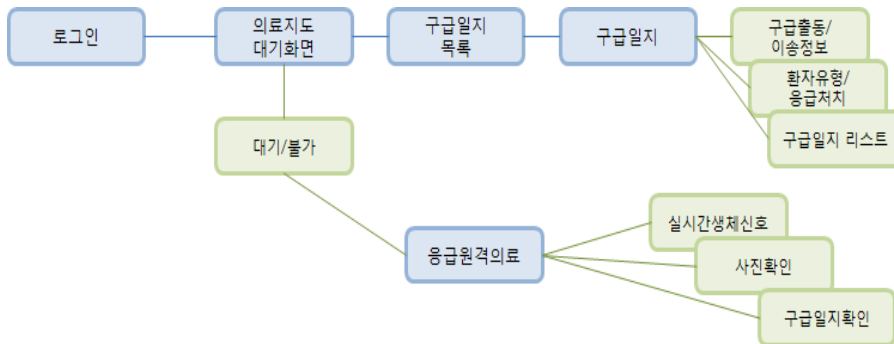 로그인
의료지도
대기화면
구급일지
목록
구급일지
구급출동/
이송정보
환자유형/
응급처치
구급일지 리스트
대기/불가
응급원격의료
실시간생체신호
사진확인
구급일지확인